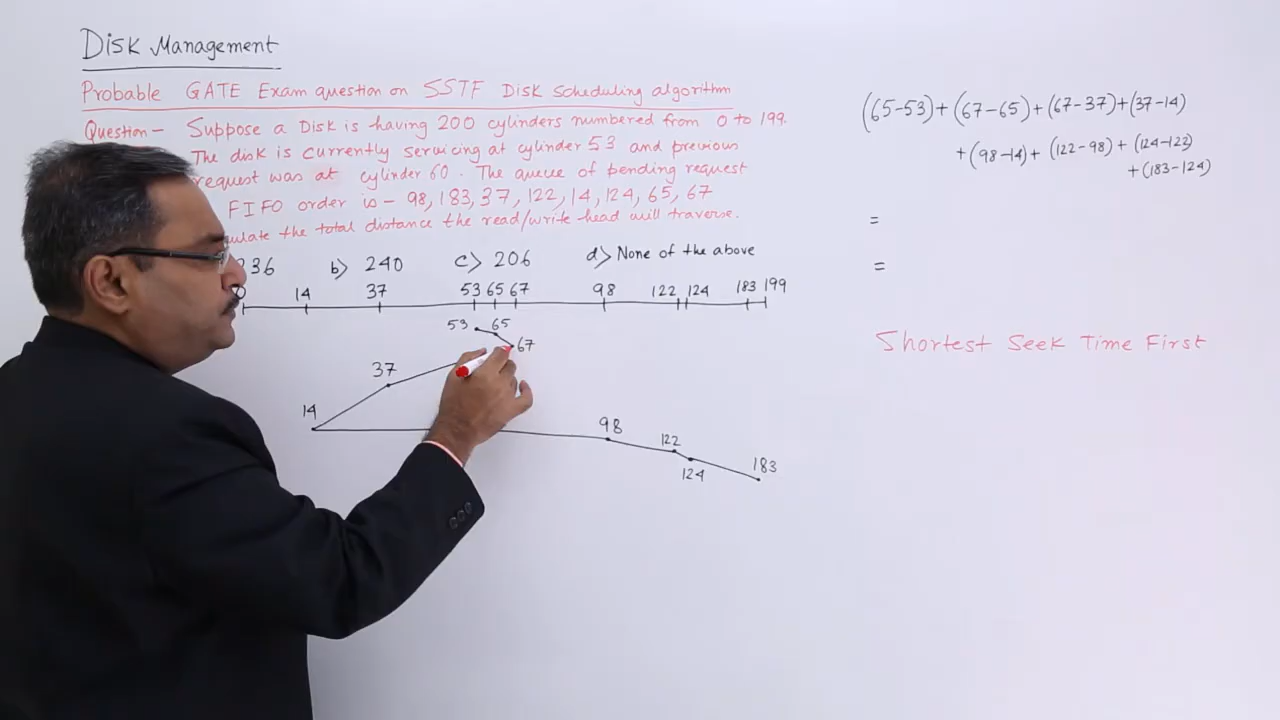 Disk Management
Probable GATE Exam question on SSTF Disk Scheduling algorithm
Question- Suppose a Disk is having 200 cylinders numbered from 0 to 199.
The disk is currently servicing at cylinder 53 and previous
request was at cylinder 60. The queue of pending request
FIFO order is - 98, 183, 37, 122, 14, 124, 65, 67
the total distance the read/write head will traverse.
236 b) 240 c) 206 d) None of the above
0 14 37 53 65 67 98 122 124 183 199
53 65
67
37
14
98
122
124
183
(65-53)+(67-65)+(67-37)+(37-14)
+(98-14)+(122-98)+(124-122)
+(183-124)
=
=
Shortest Seek Time First